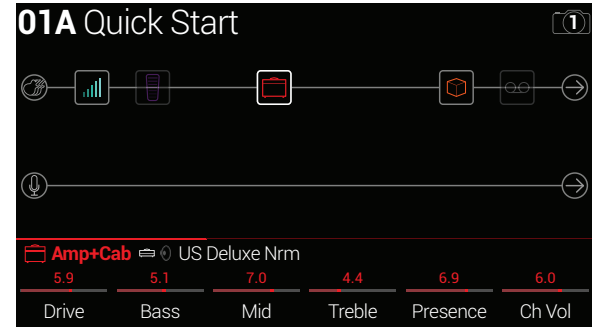 01A Quick Start
1
Amp+Cab US Deluxe Nrm
5.9 5.1 7.0 4.4 6.9 6.0
Drive Bass Mid Treble Presence Ch Vol